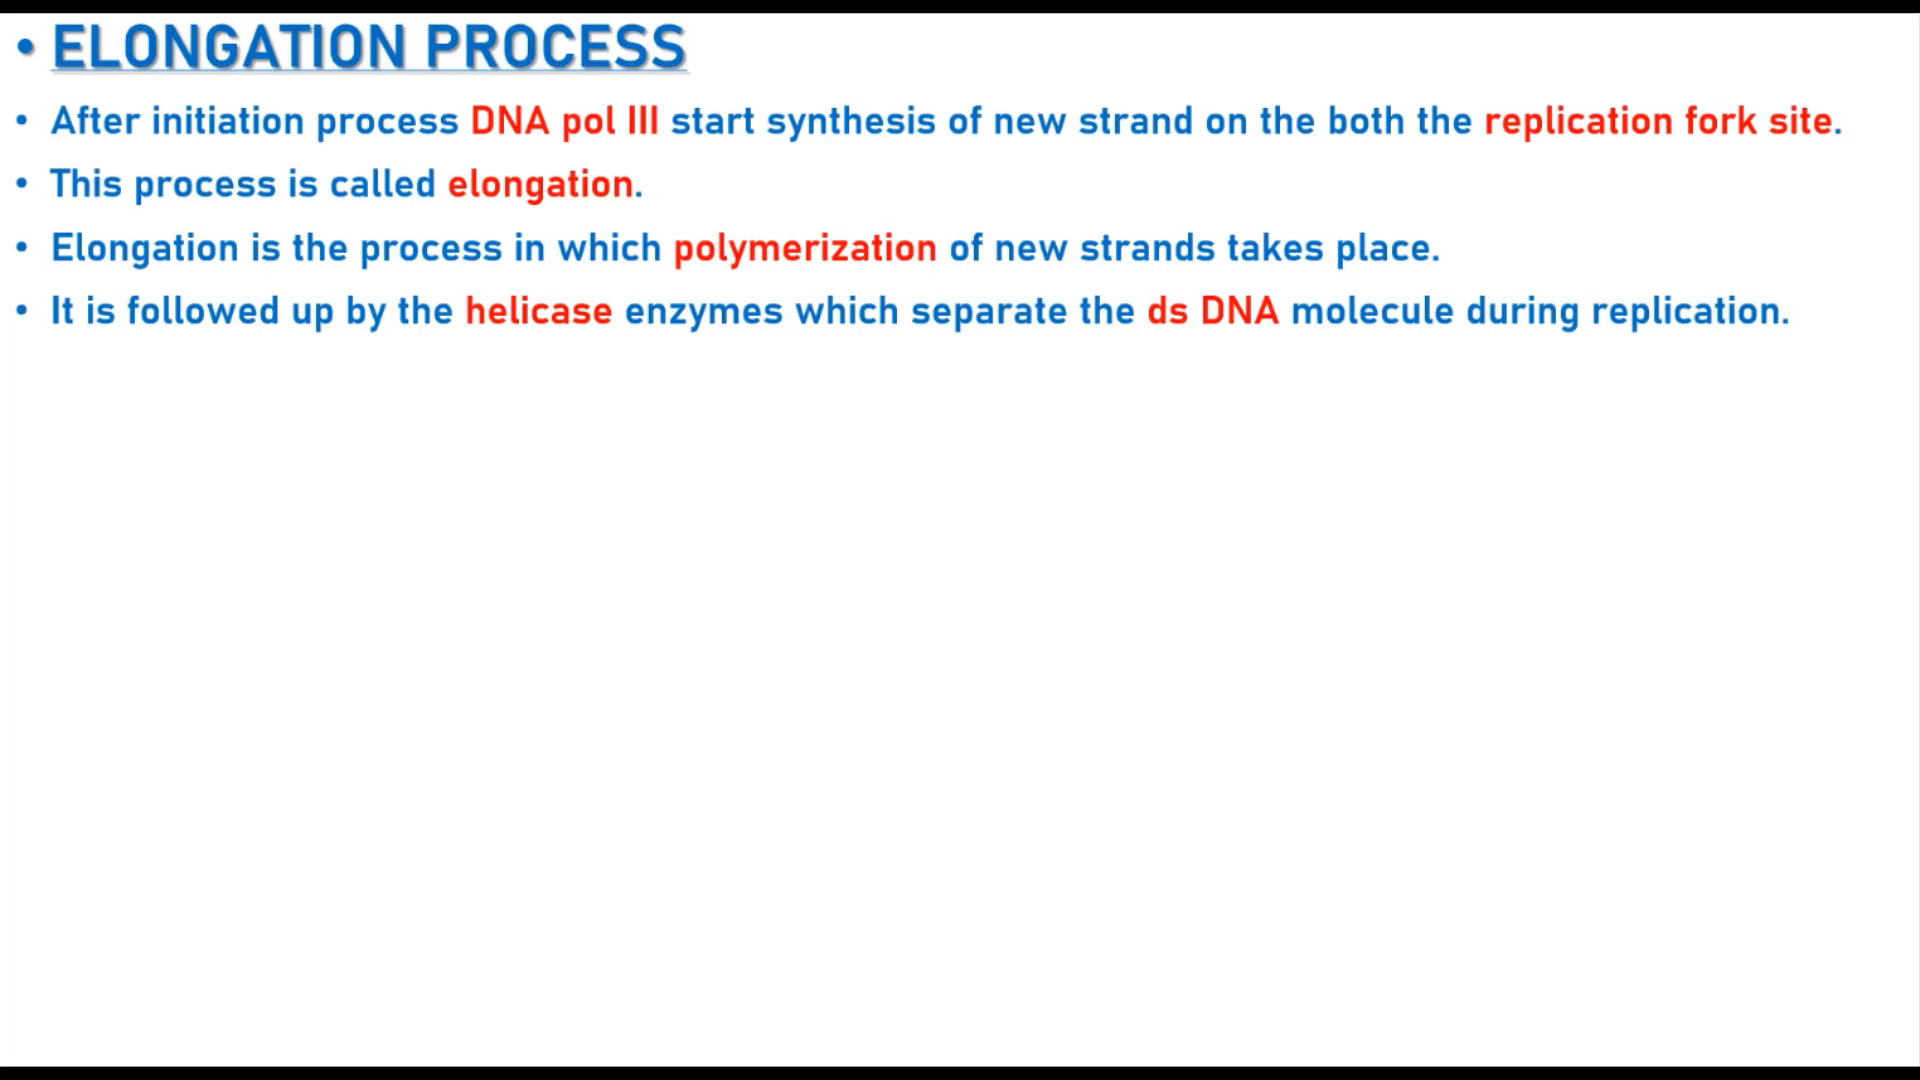 • ELONGATION PROCESS
• After initiation process DNA pol III start synthesis of new strand on the both the replication fork site.
• This process is called elongation.
• Elongation is the process in which polymerization of new strands takes place.
• It is followed up by the helicase enzymes which separate the ds DNA molecule during replication.